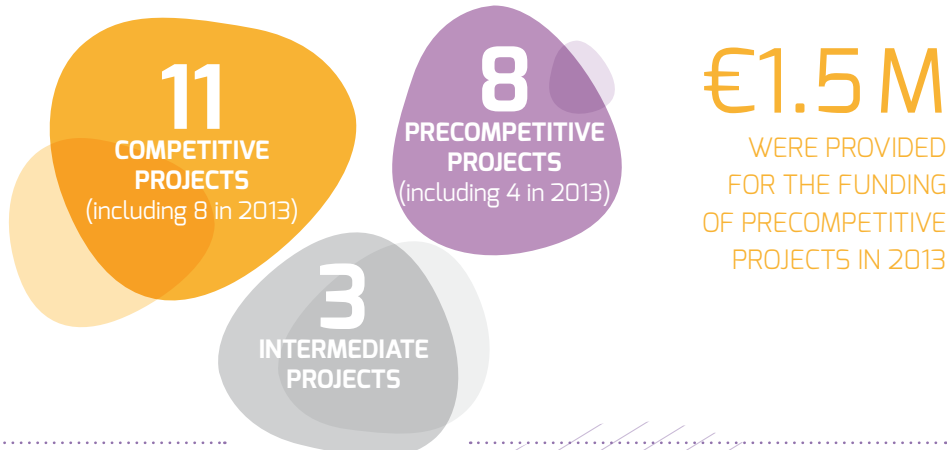 11
COMPETITIVE
PROJECTS
(including 8 in 2013)
8
PRECOMPETITIVE
PROJECTS
(including 4 in 2013)
€1.5 M
WERE PROVIDED
FOR THE FUNDING
OF PRECOMPETITIVE
PROJECTS IN 2013
3
INTERMEDIATE
PROJECTS